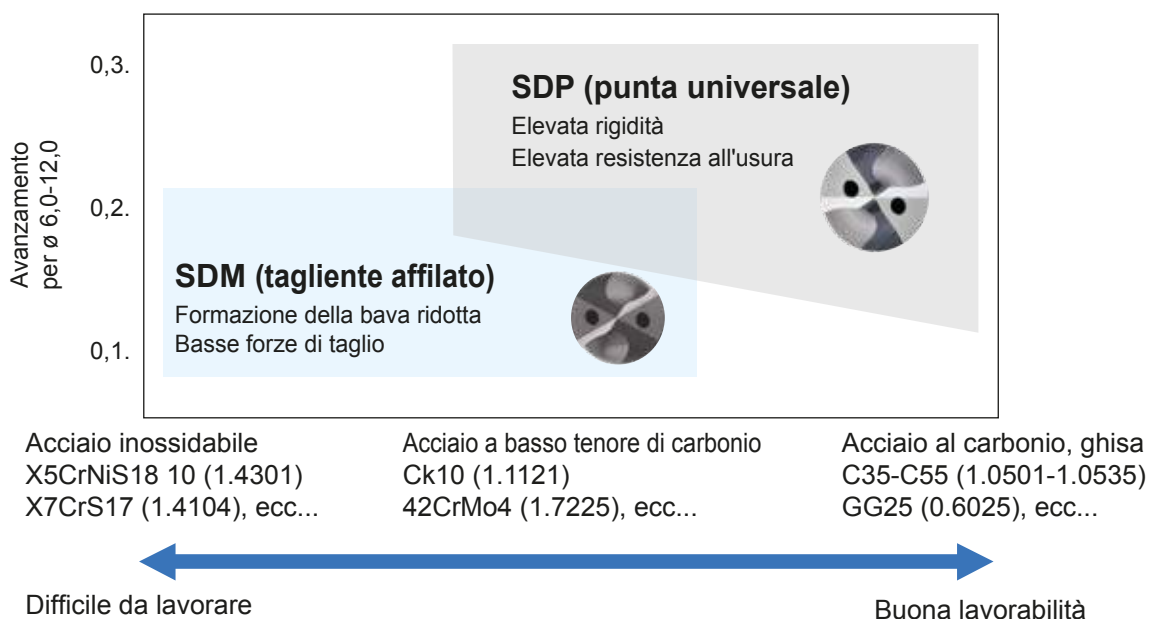 0,3.
0,2.
0,1.
Avanzamento
per ø 6,0-12,0
SDP (punta universale)
Elevata rigidità
Elevata resistenza all'usura
SDM (tagliente affilato)
Formazione della bava ridotta
Basse forze di taglio
Acciaio inossidabile
X5CrNiS18 10 (1.4301)
X7CrS17 (1.4104), ecc...
Acciaio a basso tenore di carbonio
Ck10 (1.1121)
42CrMo4 (1.7225), ecc...
Acciaio al carbonio, ghisa
C35-C55 (1.0501-1.0535)
GG25 (0.6025), ecc...
Difficile da lavorare
Buona lavorabilità